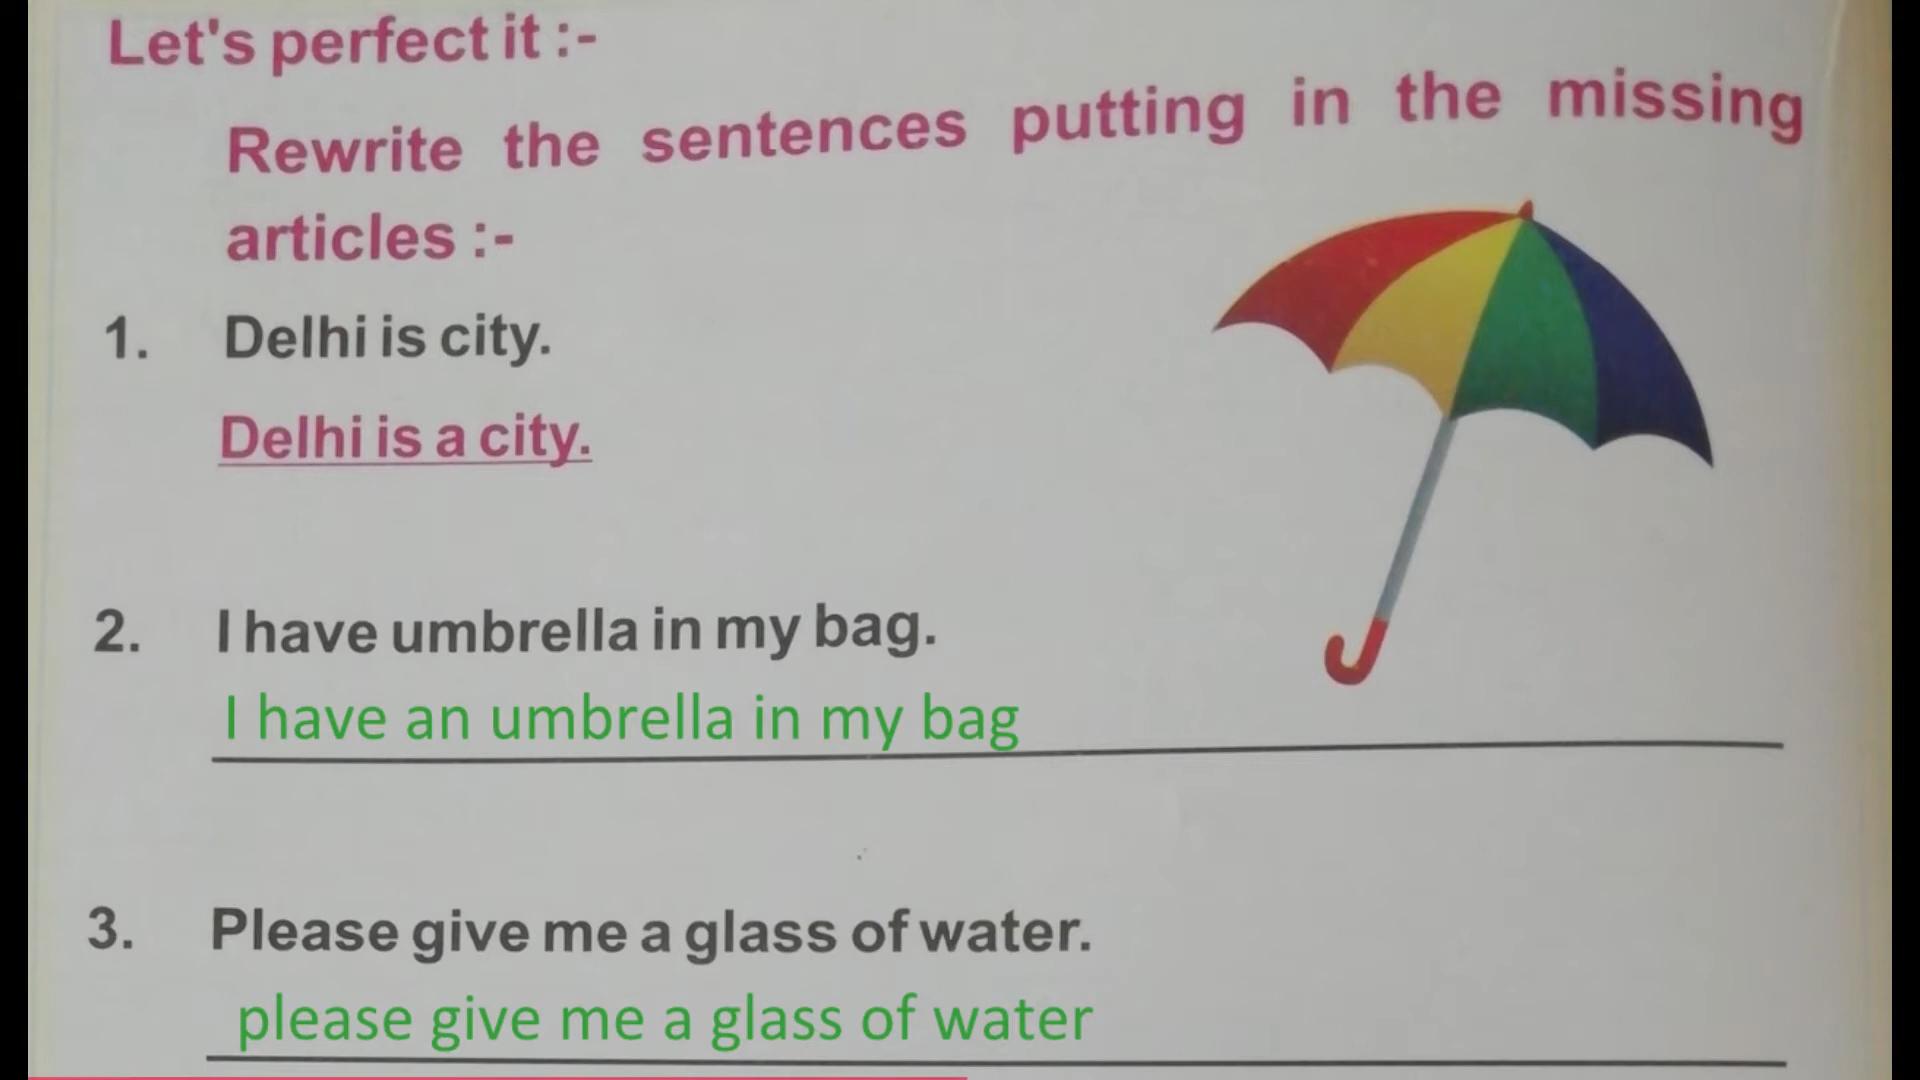 Let's perfect it :-
Rewrite the sentences putting in the missing
articles :-
1. Delhi is city.
Delhi is a city.
2. I have umbrella in my bag.
I have an umbrella in my bag
3. Please give me a glass of water.
please give me a glass of water